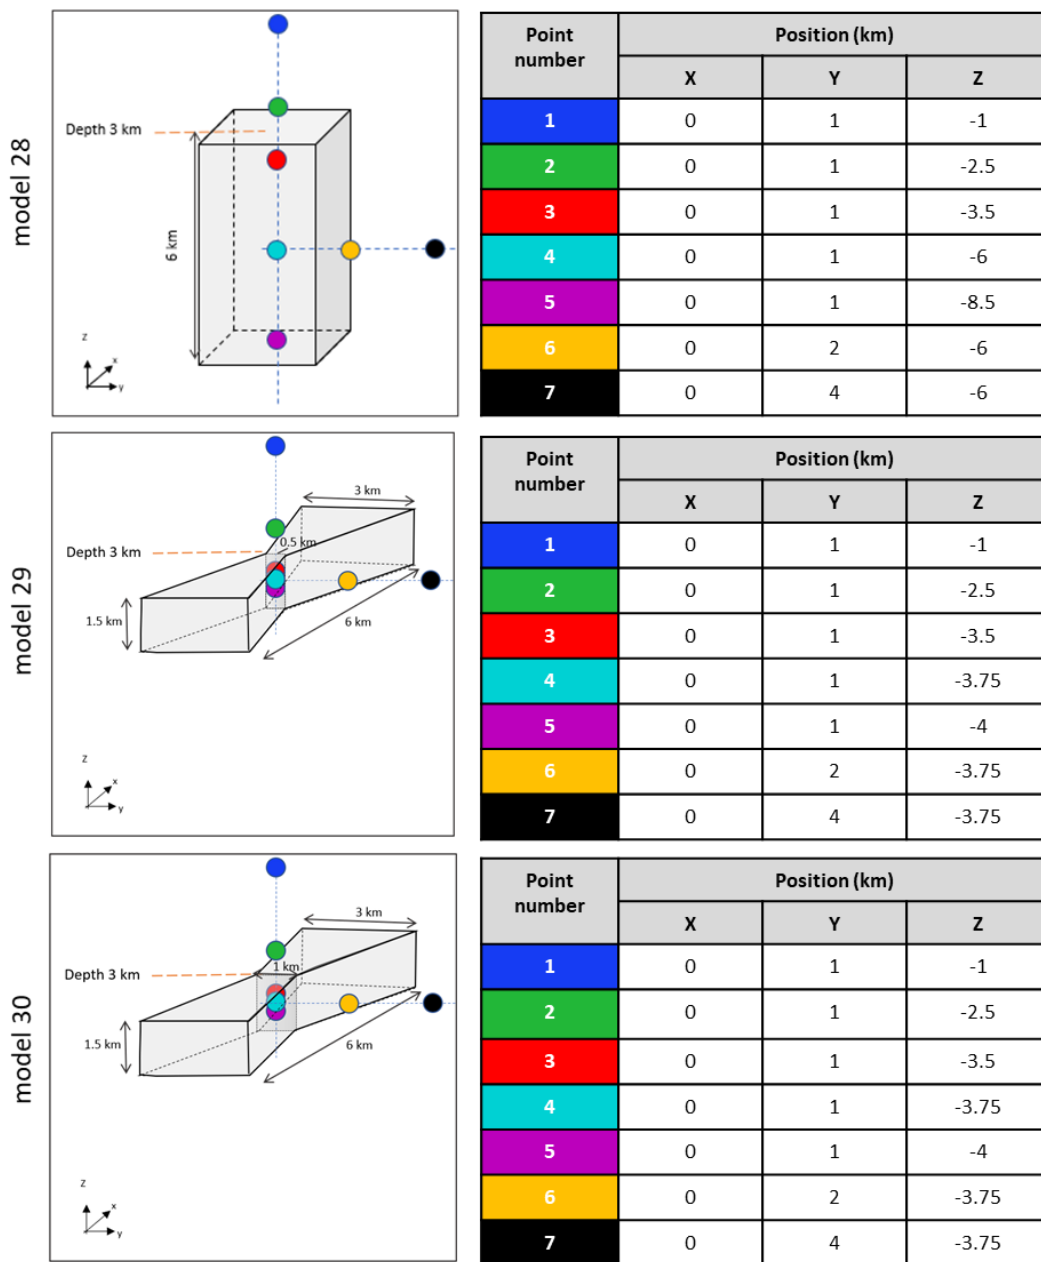 model 28
Depth 3 km
6 km
z
x
y
Point number Position (km)
X Y Z
1 0 1 -1
2 0 1 -2.5
3 0 1 -3.5
4 0 1 -6
5 0 1 -8.5
6 0 2 -6
7 0 4 -6
model 29
3 km
0.5 km
Depth 3 km
1.5 km
6 km
Z
x
y
Point number Position (km)
X Y Z
1 0 1 -1
2 0 1 -2.5
3 0 1 -3.5
4 0 1 -3.75
5 0 1 -4
6 0 2 -3.75
7 0 4 -3.75
model 30
3 km
1 km
Depth 3 km
1.5 km
6 km
Z
x
y
Point number Position (km)
X Y Z
1 0 1 -1
2 0 1 -2.5
3 0 1 -3.5
4 0 1 -3.75
5 0 1 -4
6 0 2 -3.75
7 0 4 -3.75